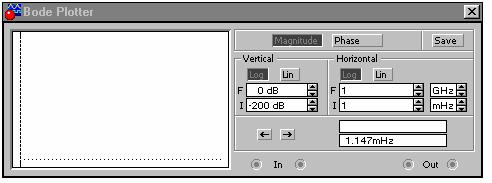 Bode Plotter
Magnitude Phase Save
Vertical Horizontal
Log Lin Log Lin
F 0 dB F 1 GHz
I -200 dB I 1 mHz
1.147mHz
In Out